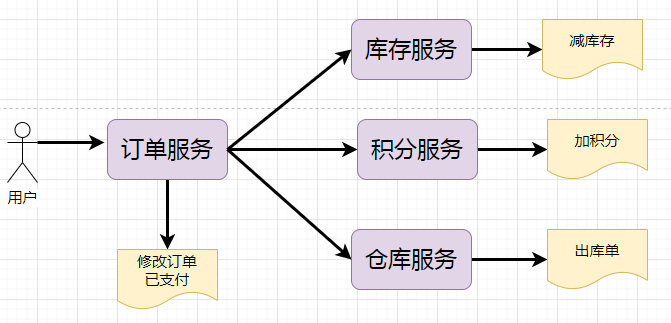 库存服务
减库存
用户
订单服务
积分服务
加积分
修改订单
已支付
仓库服务
出库单